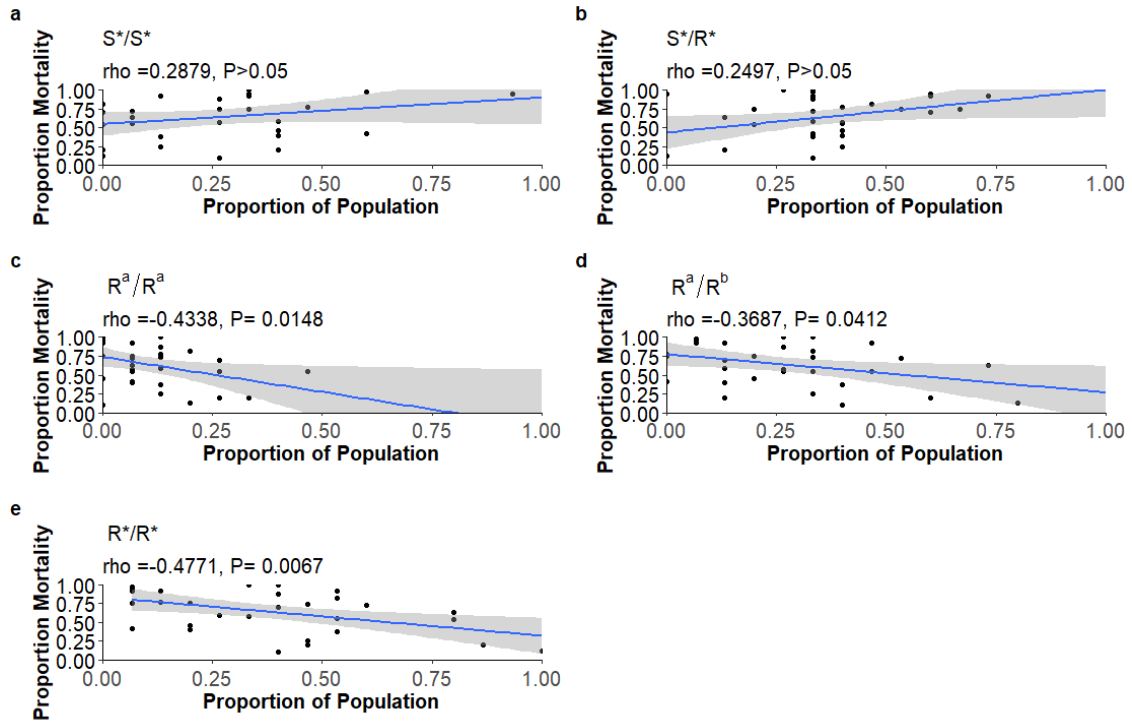 a
S*/S*
rho =0.2879, P>0.05
Proportion Mortality
1.00
0.75
0.50
0.25
0.00
0.00 0.25 0.50 0.75 1.00
Proportion of Population
b
S*/R*
rho =0.2497, P>0.05
Proportion Mortality
1.00
0.75
0.50
0.25
0.00
0.00 0.25 0.50 0.75 1.00
Proportion of Population
c
Rᵃ/Rᵃ
rho =-0.4338, P= 0.0148
Proportion Mortality
1.00
0.75
0.50
0.25
0.00
0.00 0.25 0.50 0.75 1.00
Proportion of Population
d
Rᵃ/Rᵇ
rho =-0.3687, P= 0.0412
Proportion Mortality
1.00
0.75
0.50
0.25
0.00
0.00 0.25 0.50 0.75 1.00
Proportion of Population
e
R*/R*
rho =-0.4771, P= 0.0067
Proportion Mortality
1.00
0.75
0.50
0.25
0.00
0.00 0.25 0.50 0.75 1.00
Proportion of Population